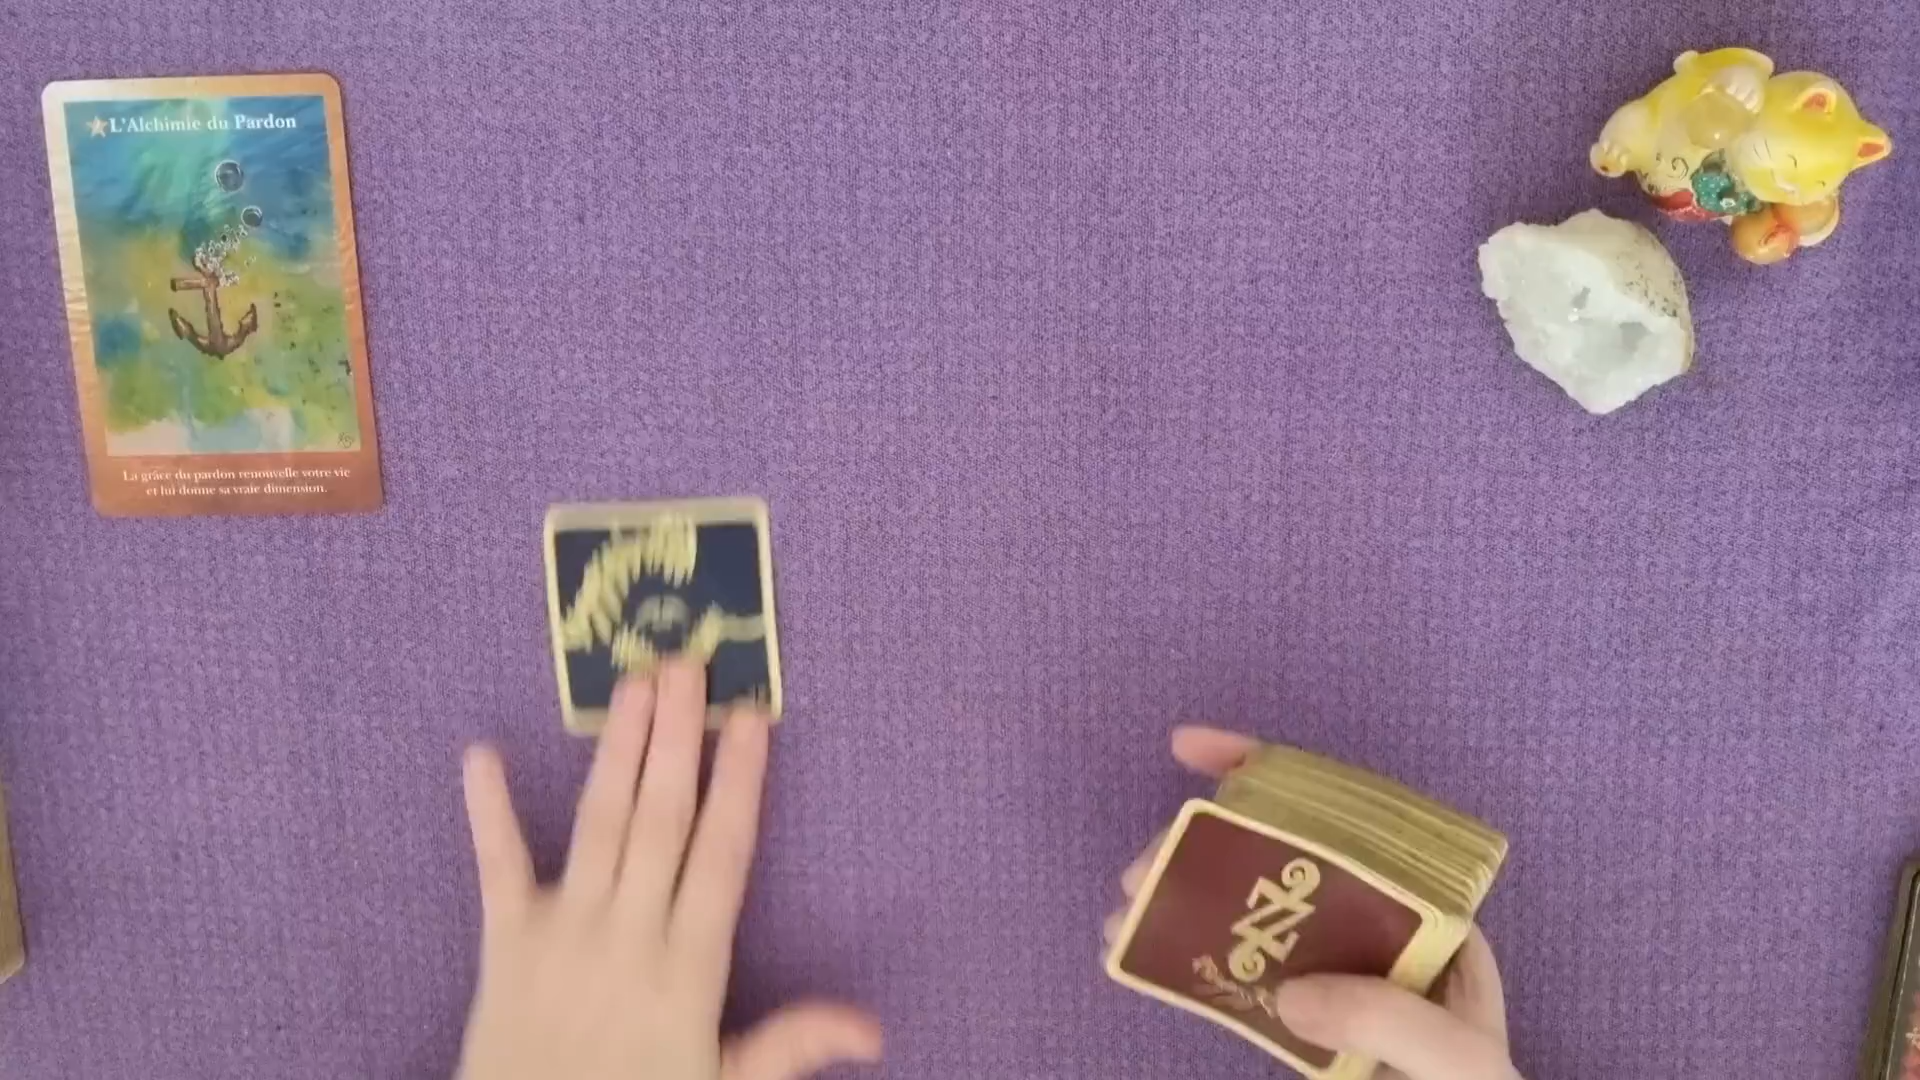 L'Alchimie du Pardon
La grâce du pardon renouvelle votre vie
et lui donne sa vraie dimension.